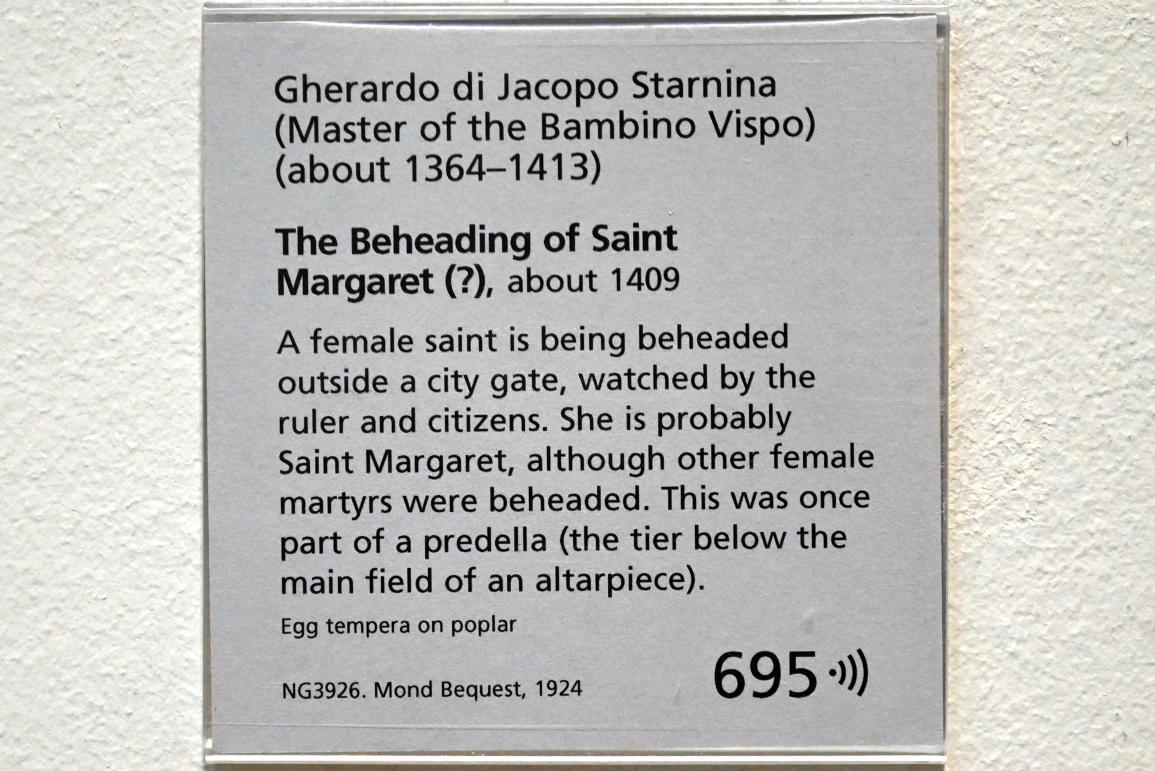 Gherardo di Jacopo Starnina
(Master of the Bambino Vispo)
(about 1364–1413)
The Beheading of Saint
Margaret (?), about 1409
A female saint is being beheaded
outside a city gate, watched by the
ruler and citizens. She is probably
Saint Margaret, although other female
martyrs were beheaded. This was once
part of a predella (the tier below the
main field of an altarpiece).
Egg tempera on poplar
NG3926. Mond Bequest, 1924
695